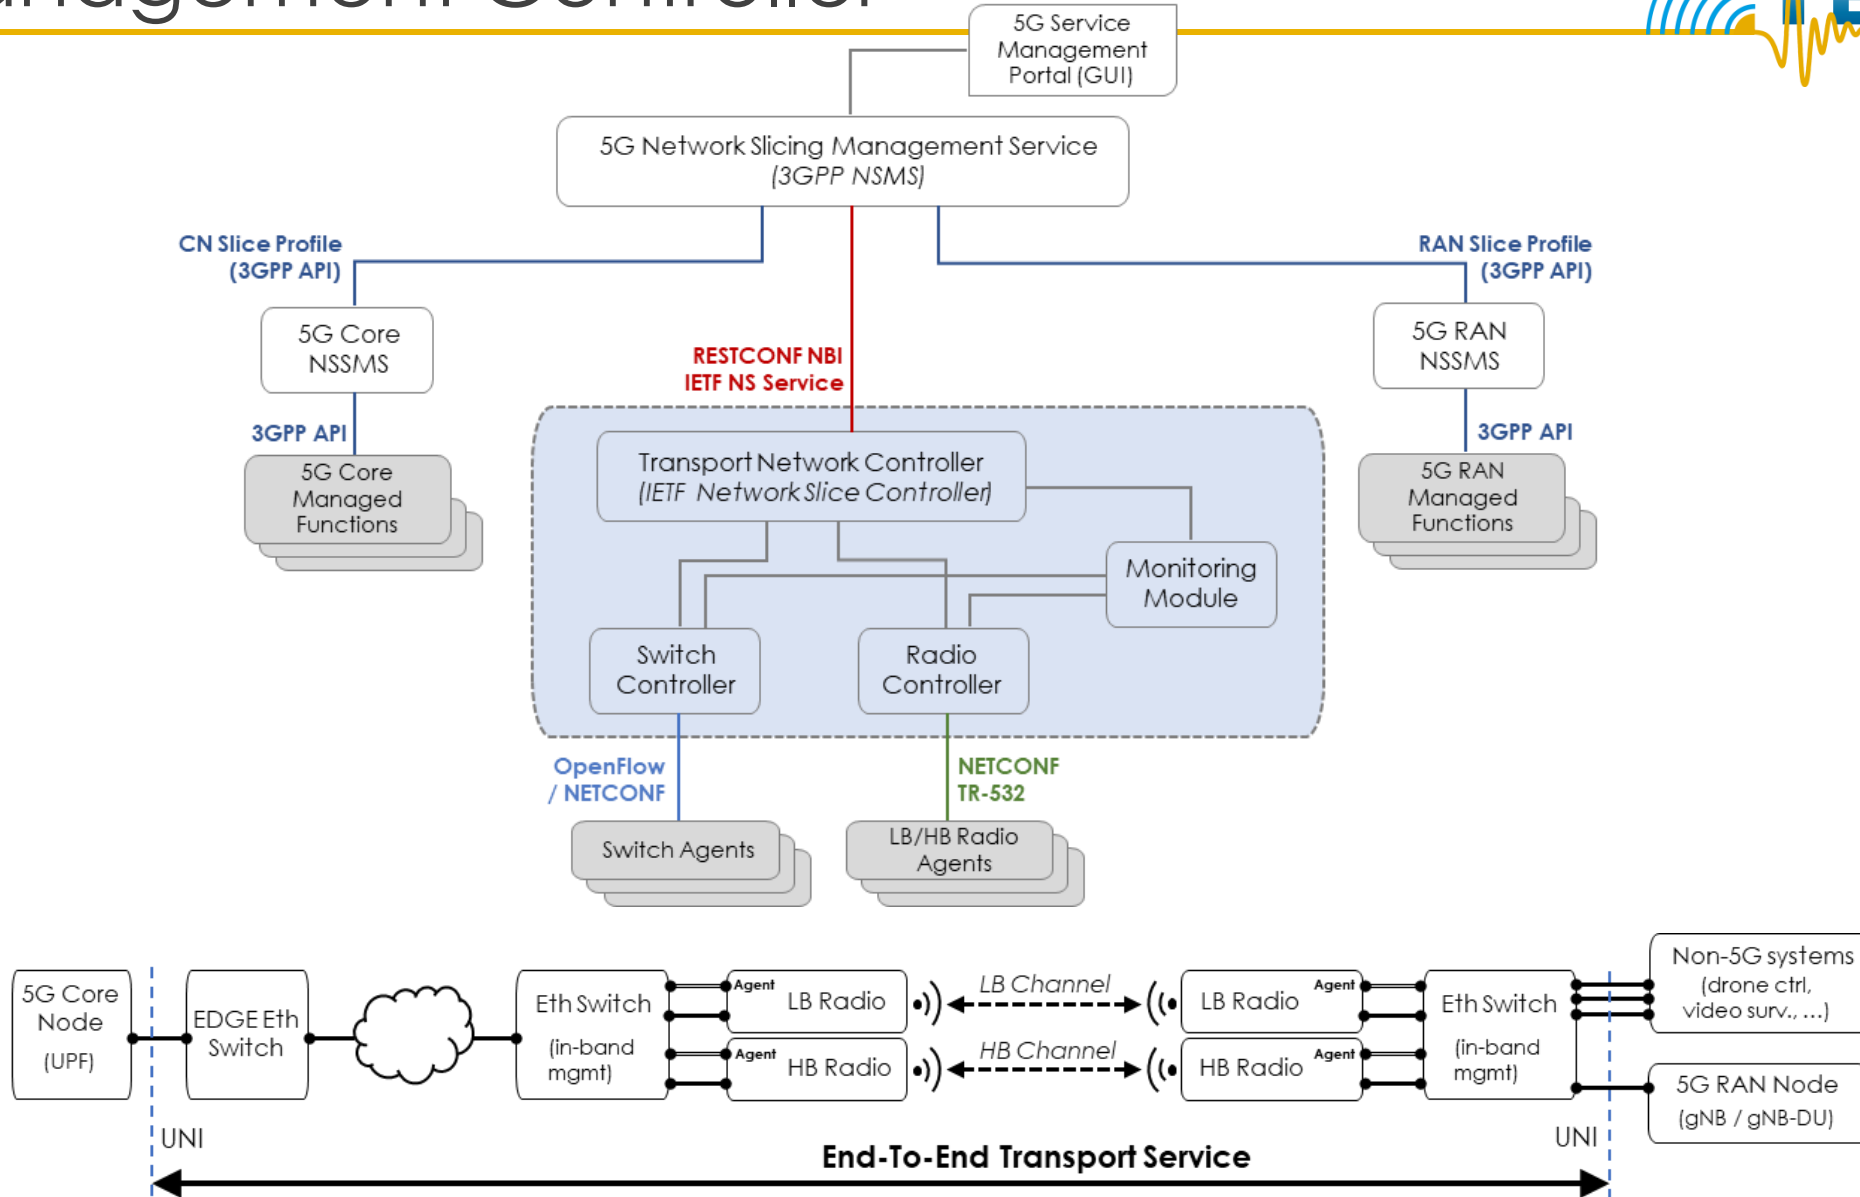 Management Controller
5G Service
Management
Portal (GUI)
5G Network Slicing Management Service
(3GPP NSMS)
CN Slice Profile
(3GPP API)
RAN Slice Profile
(3GPP API)
5G Core
NSSMS
5G RAN
NSSMS
RESTCONF NBI
IETF NS Service
3GPP API
3GPP API
5G Core
Managed
Functions
5G RAN
Managed
Functions
Transport Network Controller
(IETF Network Slice Controller)
Monitoring
Module
Switch
Controller
Radio
Controller
OpenFlow
/ NETCONF
NETCONF
TR-532
Switch Agents
LB/HB Radio
Agents
5G Core
Node
(UPF)
EDGE Eth
Switch
Eth Switch
(in-band
mgmt)
Agent
LB Radio
Agent
HB Radio
LB Channel
HB Channel
Agent
LB Radio
Agent
HB Radio
Eth Switch
(in-band
mgmt)
Non-5G systems
(drone ctrl,
video surv., ...)
5G RAN Node
(gNB / gNB-DU)
UNI
UNI
End-To-End Transport Service